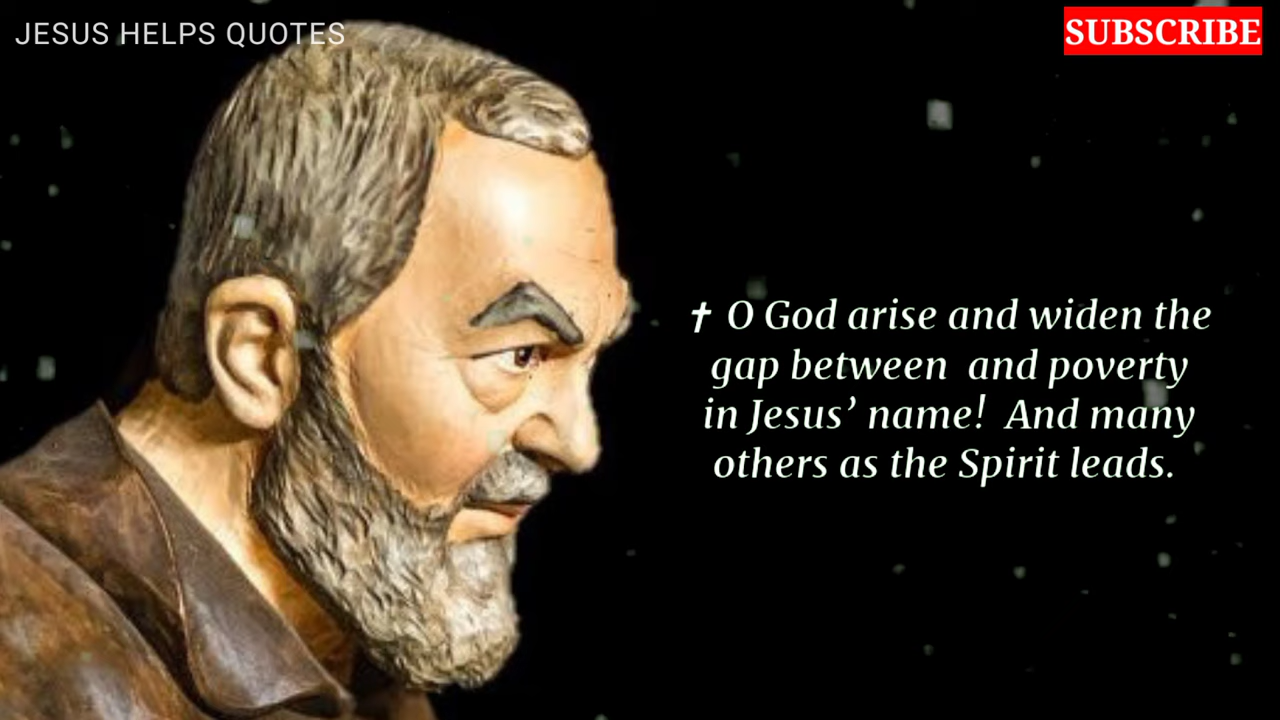 JESUS HELPS QUOTES
SUBSCRIBE
✝ O God arise and widen the
gap between  and poverty
in Jesus’ name!  And many
others as the Spirit leads.